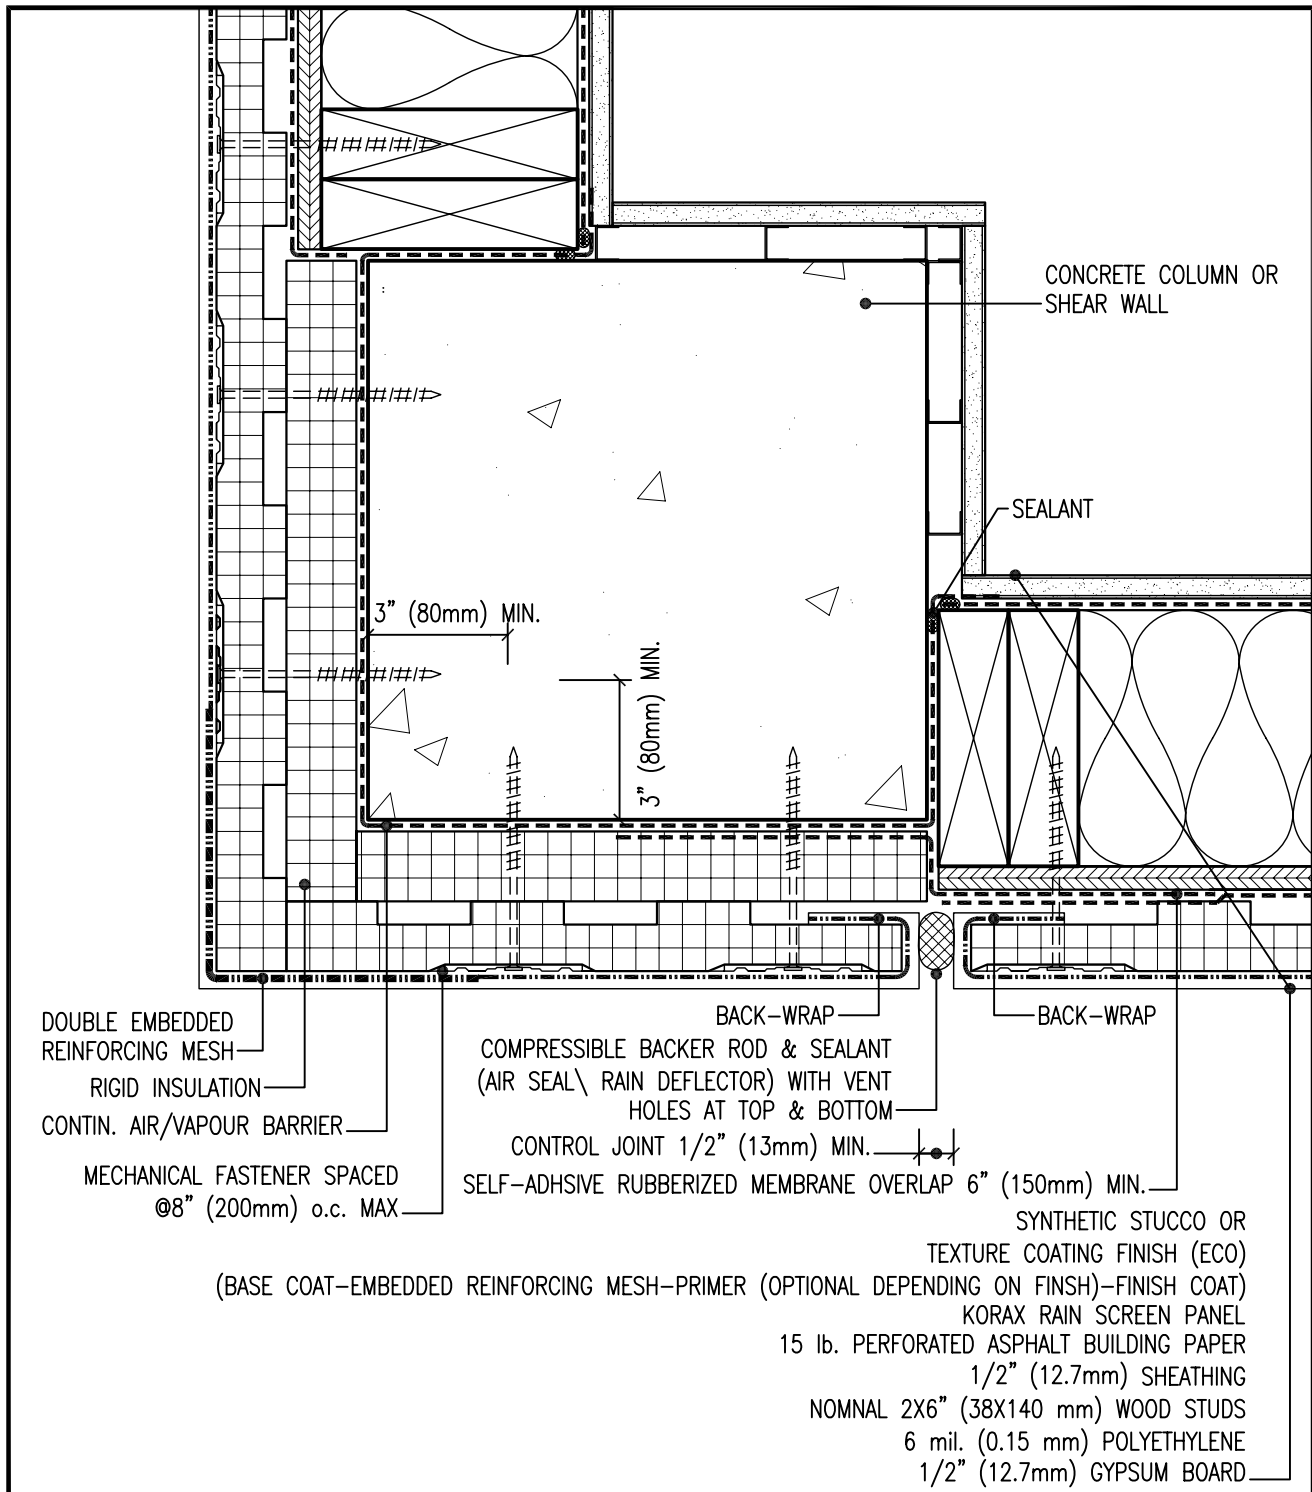 CONCRETE COLUMN OR
SHEAR WALL
SEALANT
3" (80mm) MIN.
3" (80mm) MIN.
DOUBLE EMBEDDED
REINFORCING MESH
RIGID INSULATION
CONTIN. AIR/VAPOUR BARRIER
MECHANICAL FASTENER SPACED
@8" (200mm) o.c. MAX
BACK-WRAP
BACK-WRAP
COMPRESSIBLE BACKER ROD & SEALANT
(AIR SEAL\ RAIN DEFLECTOR) WITH VENT
HOLES AT TOP & BOTTOM
CONTROL JOINT 1/2" (13mm) MIN.
SELF-ADHSIVE RUBBERIZED MEMBRANE OVERLAP 6" (150mm) MIN.
SYNTHETIC STUCCO OR
TEXTURE COATING FINISH (ECO)
(BASE COAT-EMBEDDED REINFORCING MESH-PRIMER (OPTIONAL DEPENDING ON FINSH)-FINISH COAT)
KORAX RAIN SCREEN PANEL
15 lb. PERFORATED ASPHALT BUILDING PAPER
1/2" (12.7mm) SHEATHING
NOMNAL 2X6" (38X140 mm) WOOD STUDS
6 mil. (0.15 mm) POLYETHYLENE
1/2" (12.7mm) GYPSUM BOARD